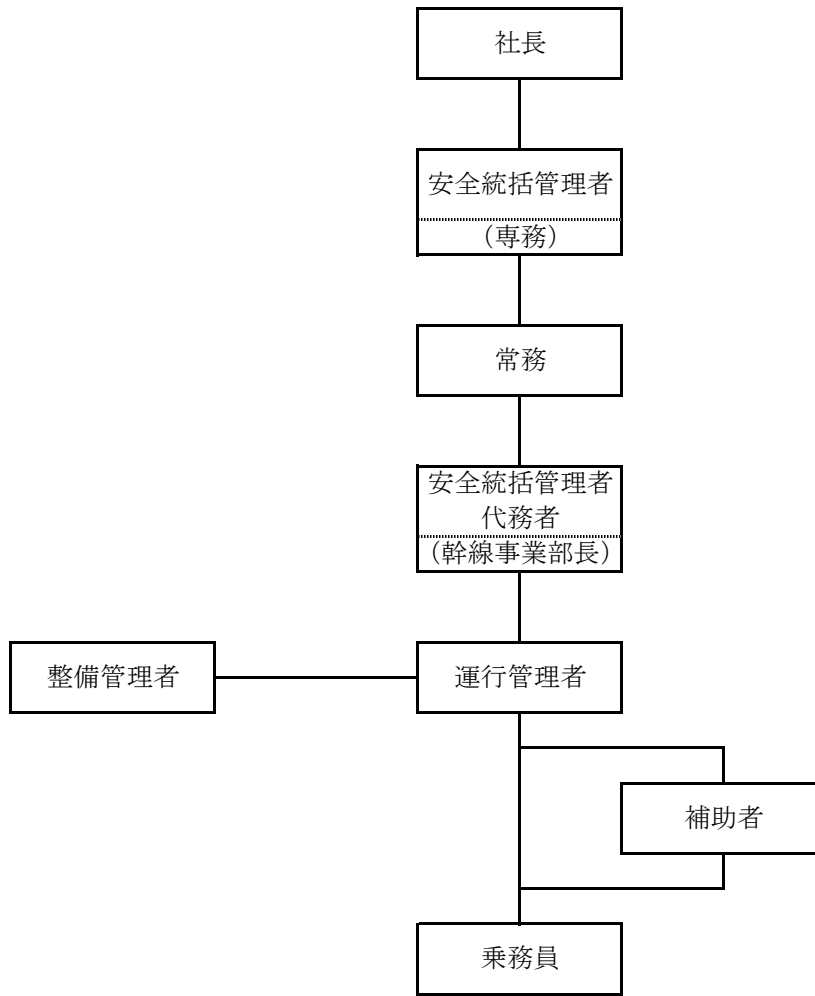 社長
安全統括管理者
（専務）
常務
安全統括管理者
代務者
（幹線事業部長）
整備管理者
運行管理者
補助者
乗務員